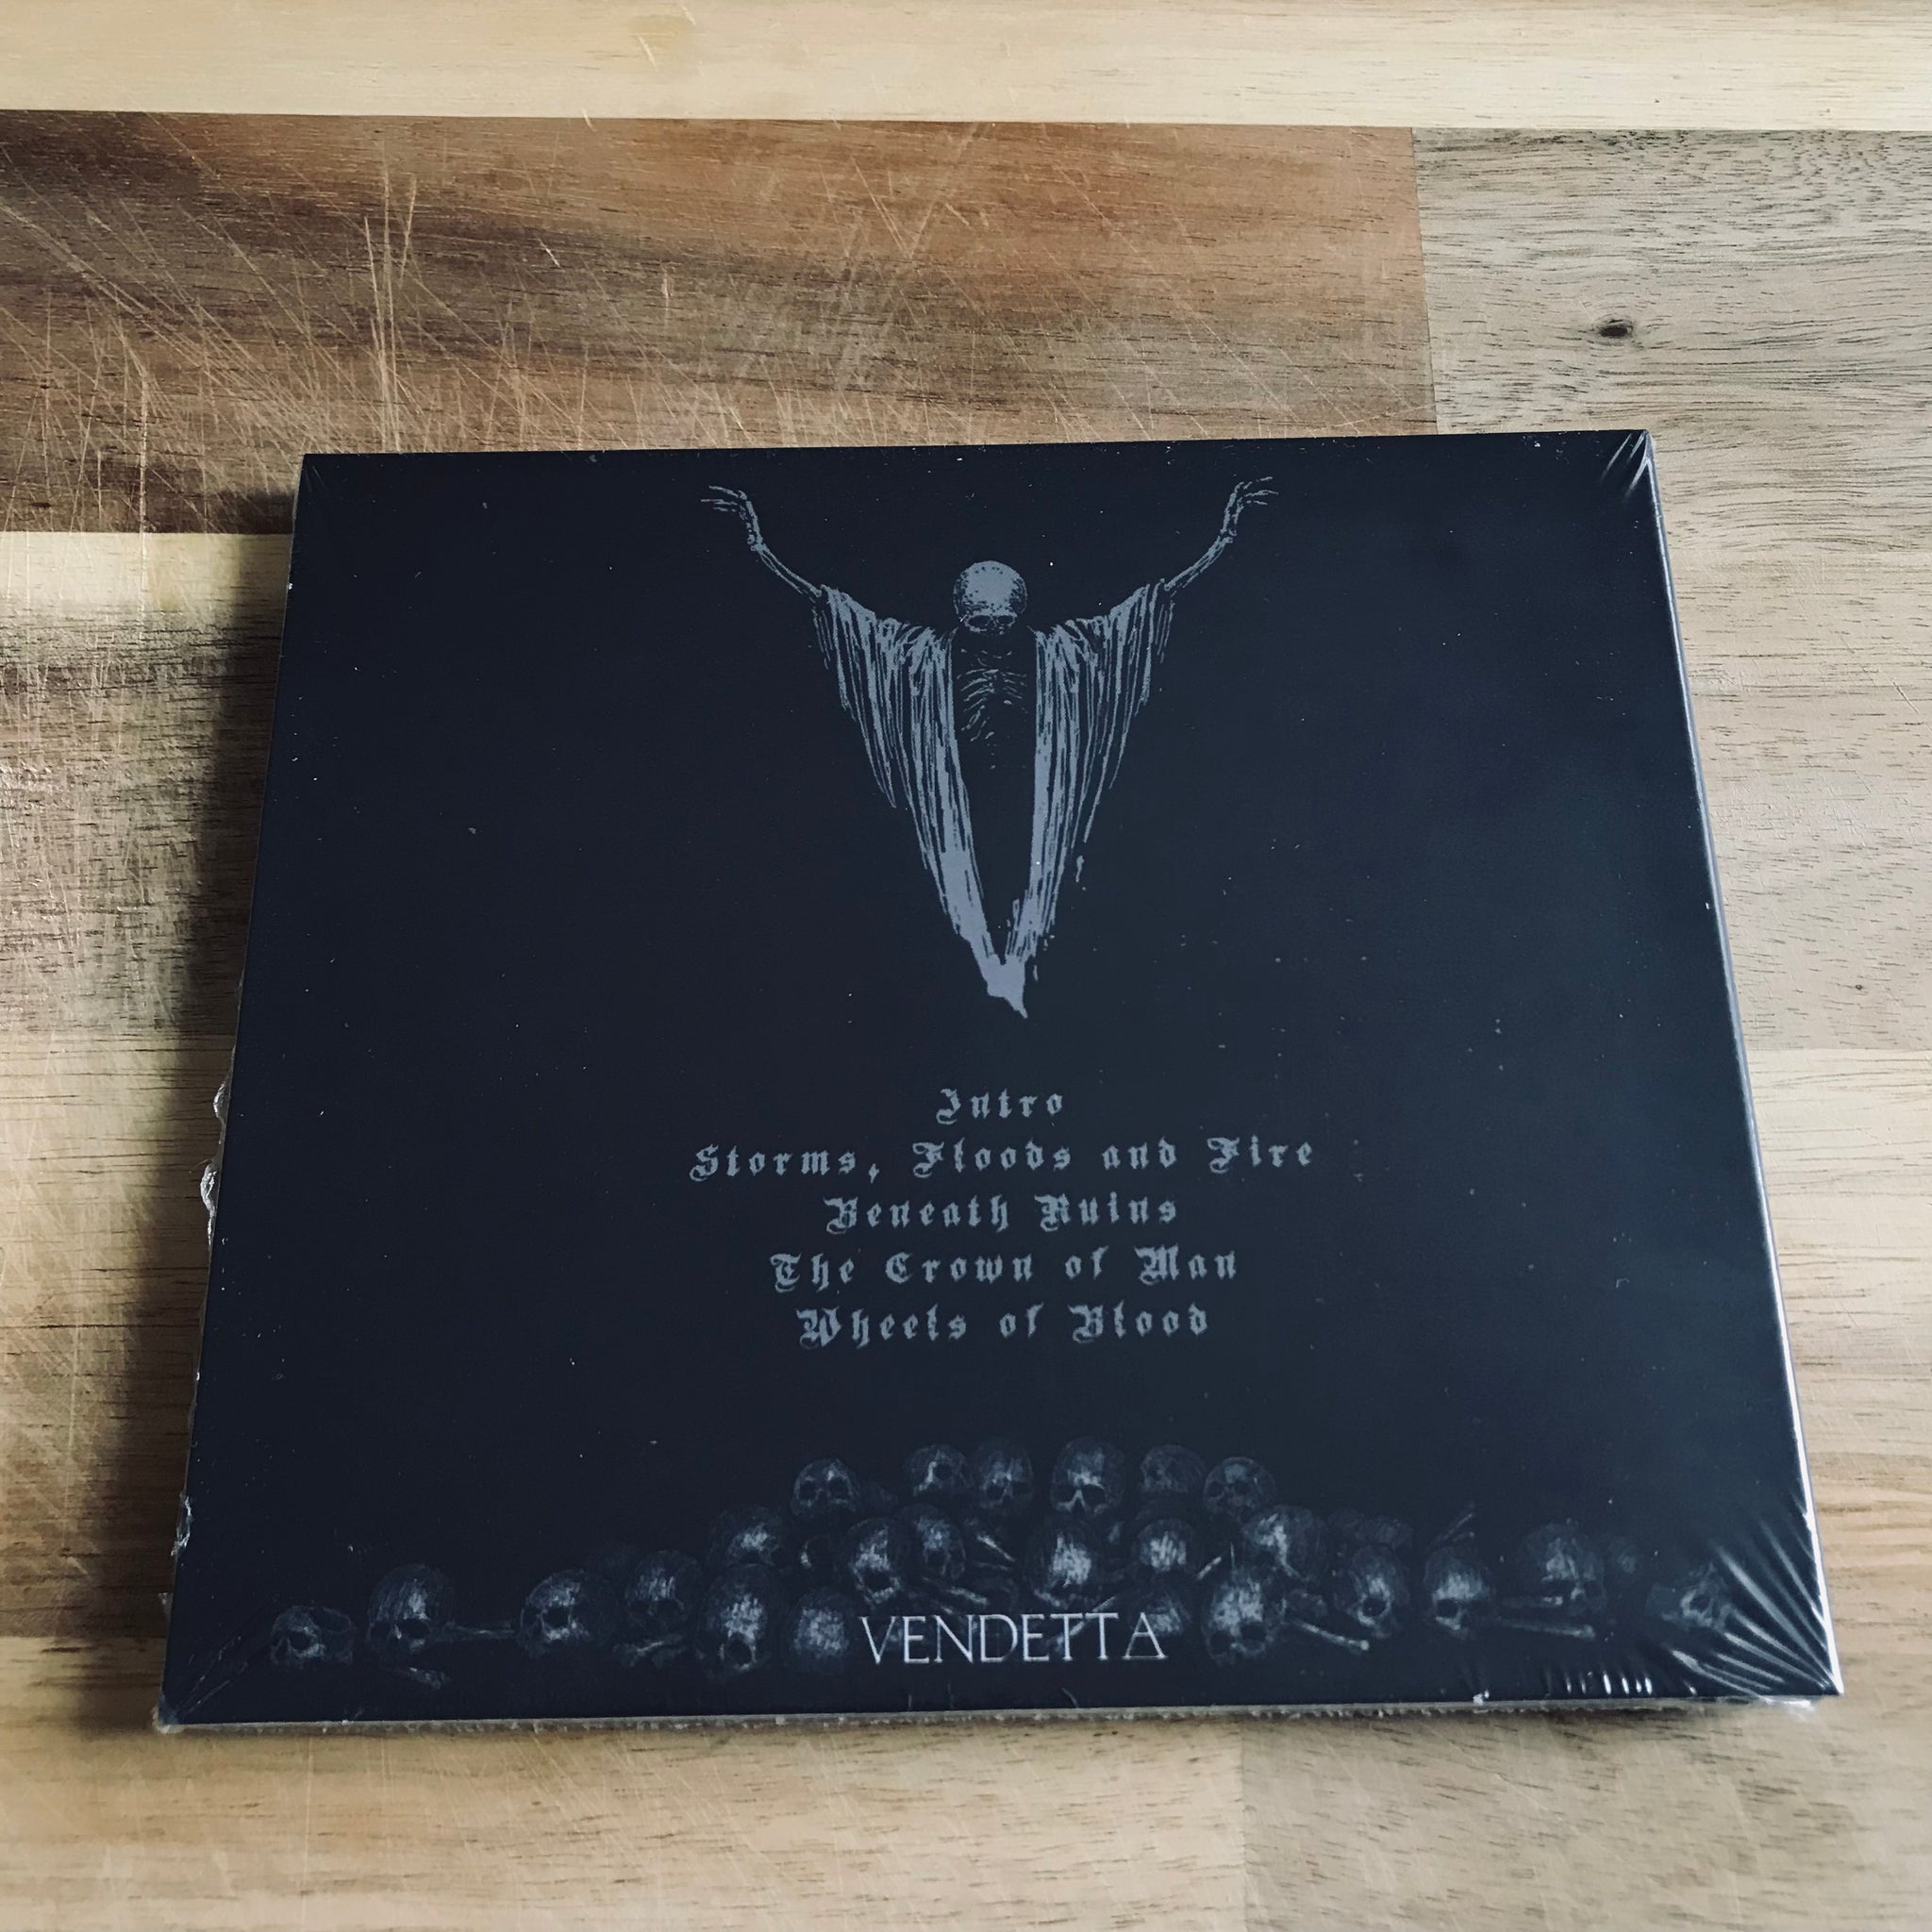 Intro
Storms, Floods and Fire
Beneath Ruins
The Crown of Man
Wheels of Blood
VENDETTA